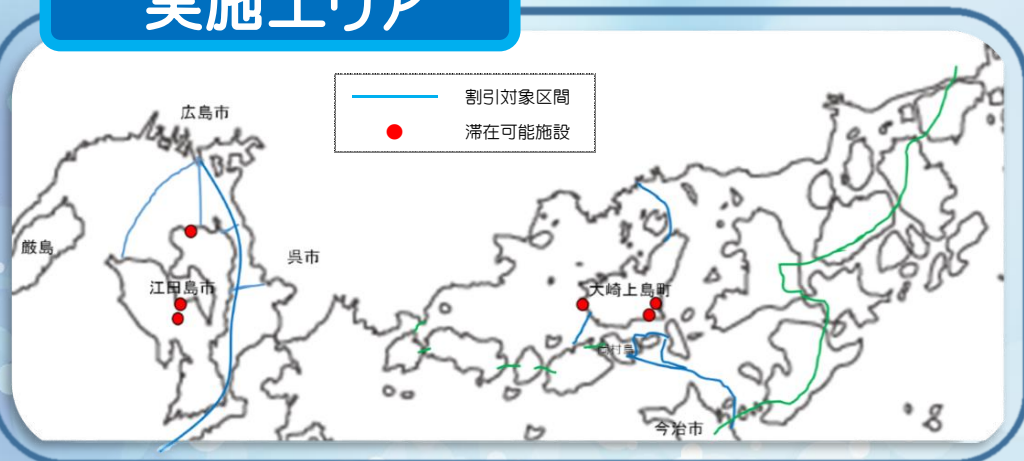 実施エリア
割引対象区間
滞在可能施設
広島市
厳島
呉市
江田島市
大崎上島町
今治市